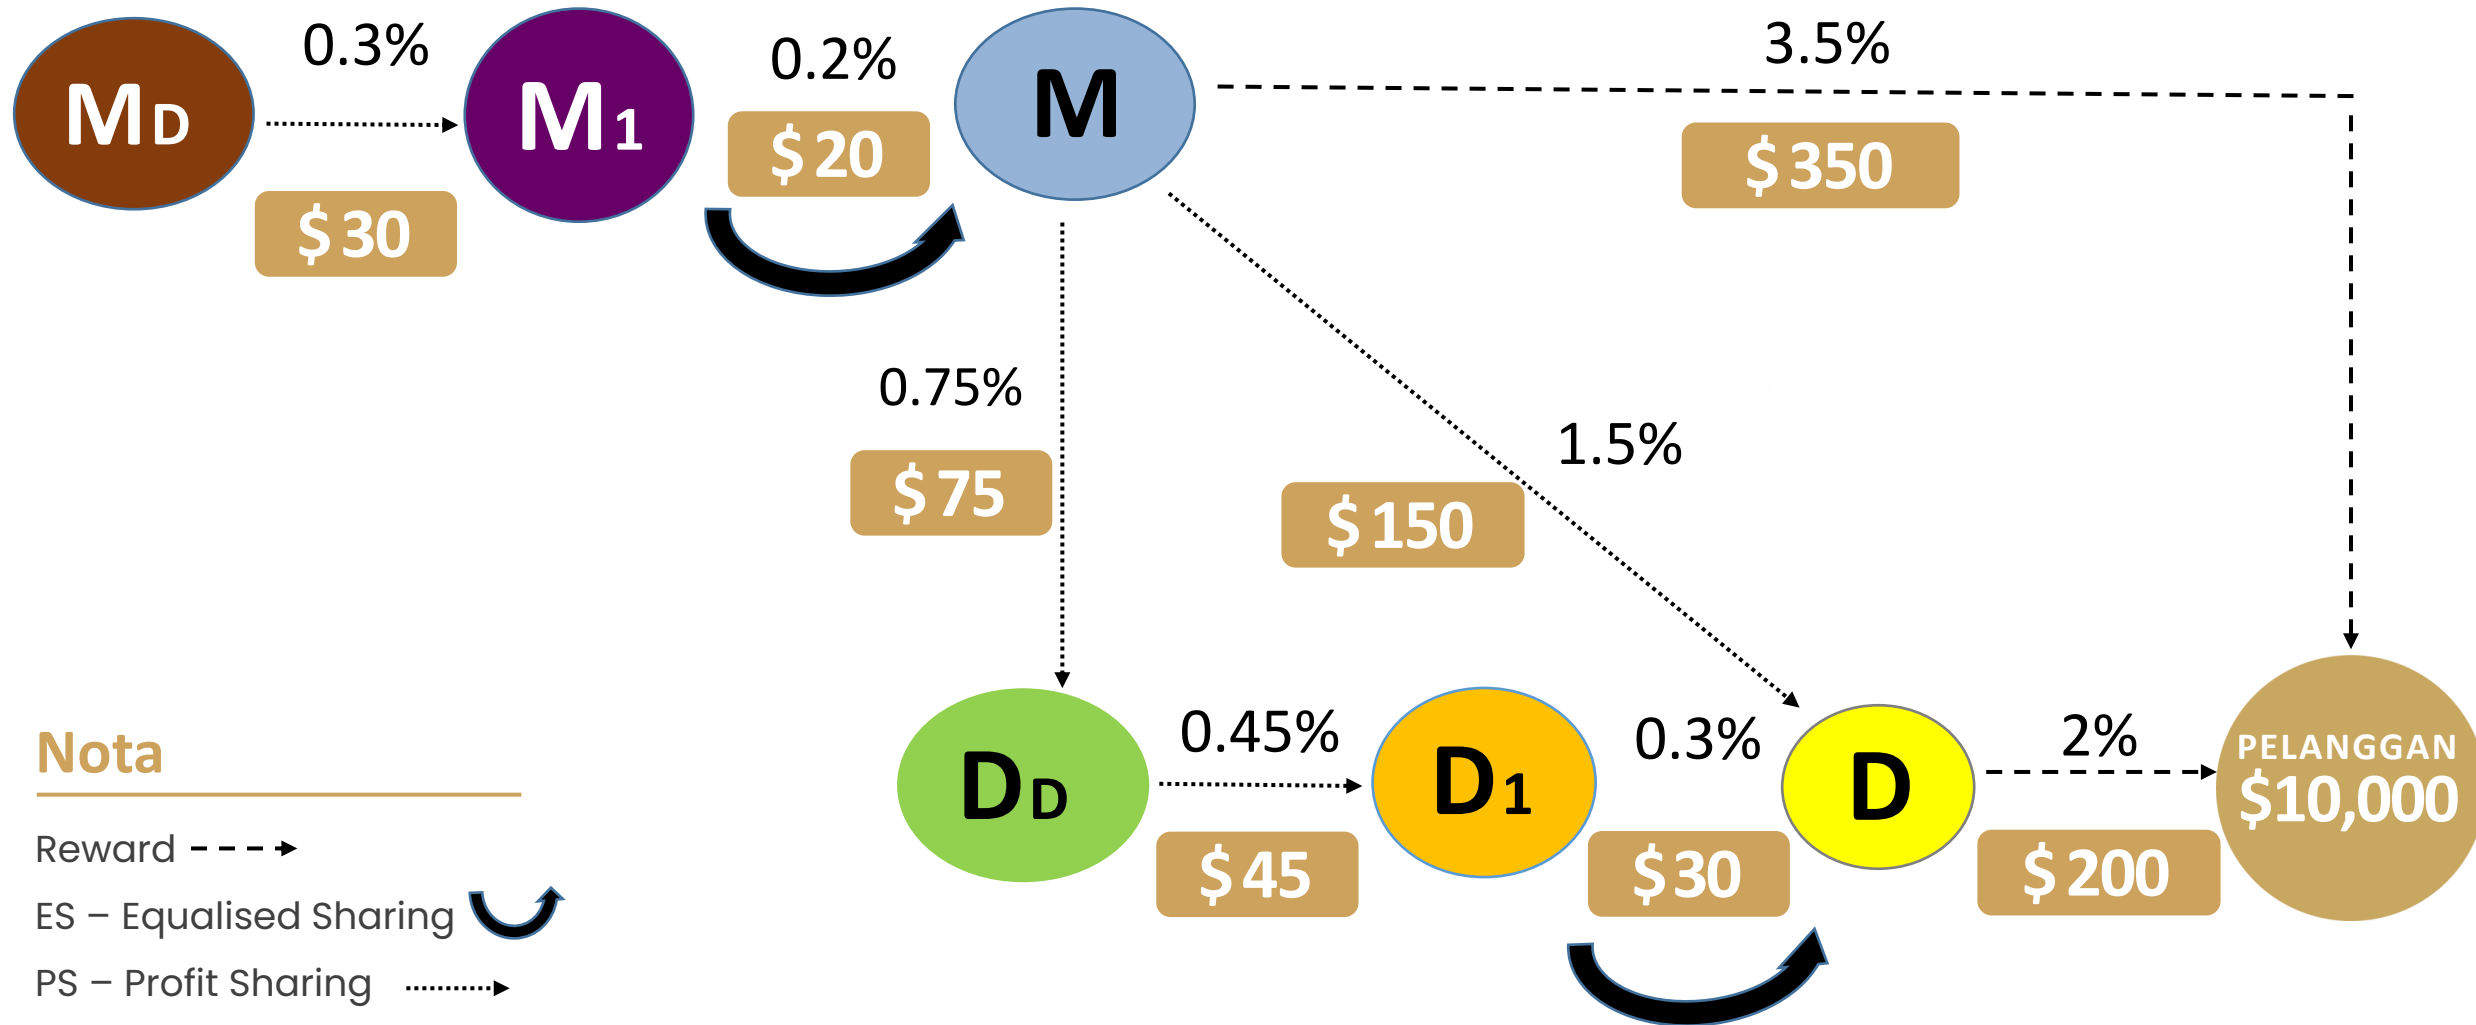 0.3%
0.2%
3.5%
MD
M1
M
$ 20
$ 350
$ 30
0.75%
1.5%
$ 75
$ 150
0.45%
0.3%
2%
DD
D1
D
PELANGGAN
$10,000
$ 45
$ 30
$ 200
Nota
Reward
ES – Equalised Sharing
PS – Profit Sharing